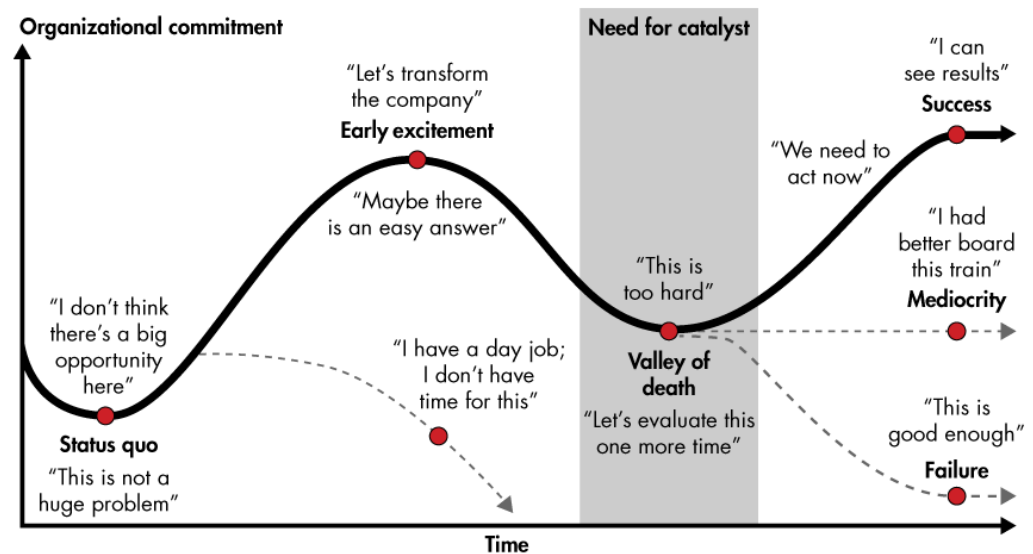 Organizational commitment
Need for catalyst
“Let’s transform
the company”
Early excitement
“Maybe there
is an easy answer”
“I don’t think
there’s a big
opportunity
here”
Status quo
“This is not a
huge problem”
“I have a day job;
I don’t have
time for this”
“This is
too hard”
Valley of
death
“Let’s evaluate this
one more time”
“We need to
act now”
“I can
see results”
Success
“I had
better board
this train”
Mediocrity
“This is
good enough”
Failure
Time